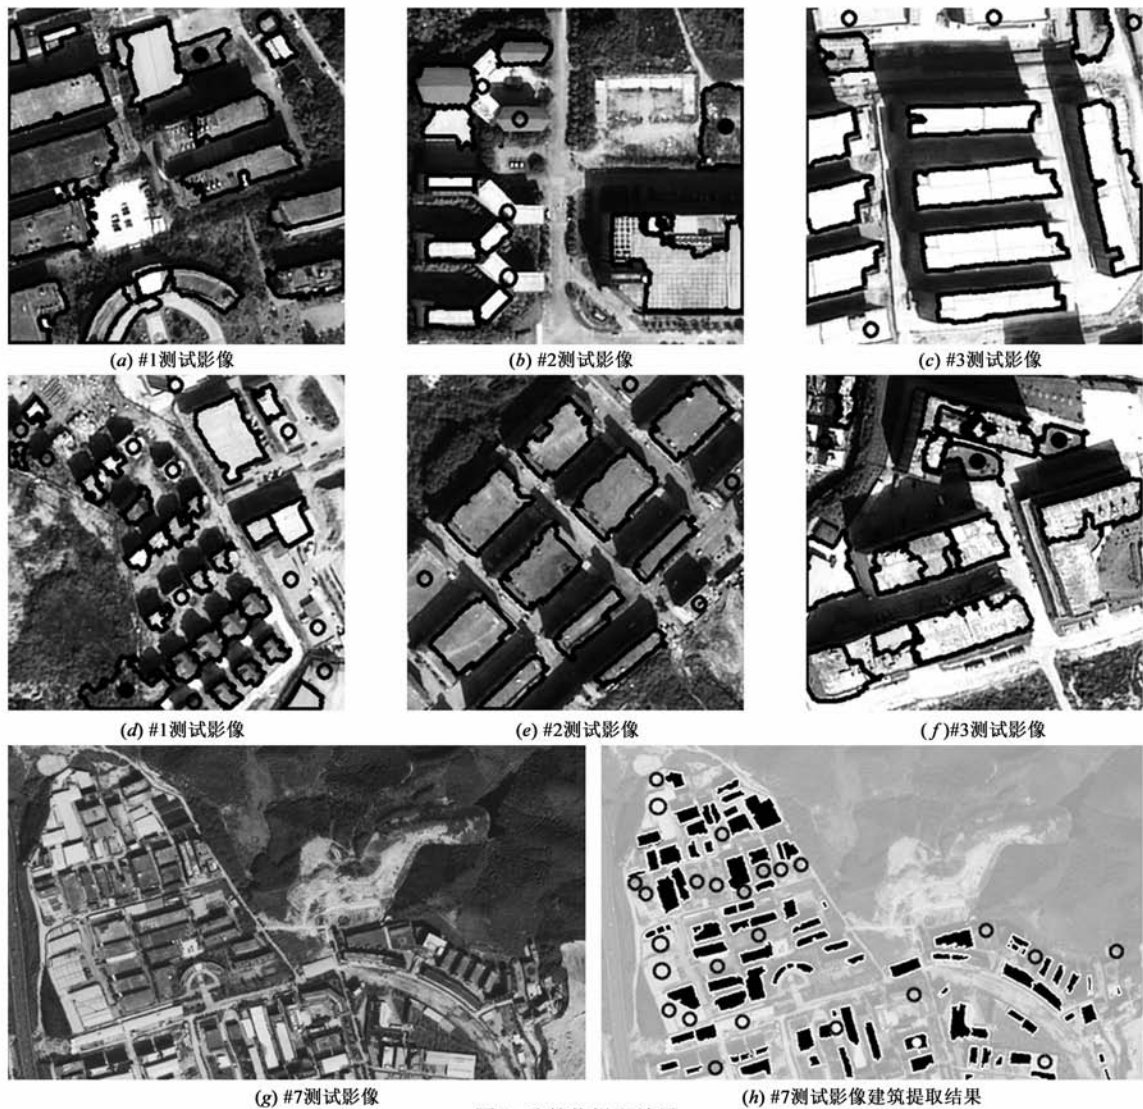 (a) #1测试影像
(b) #2测试影像
(c) #3测试影像
(d) #1测试影像
(e) #2测试影像
(f)#3测试影像
(g) #7测试影像
(h) #7测试影像建筑提取结果